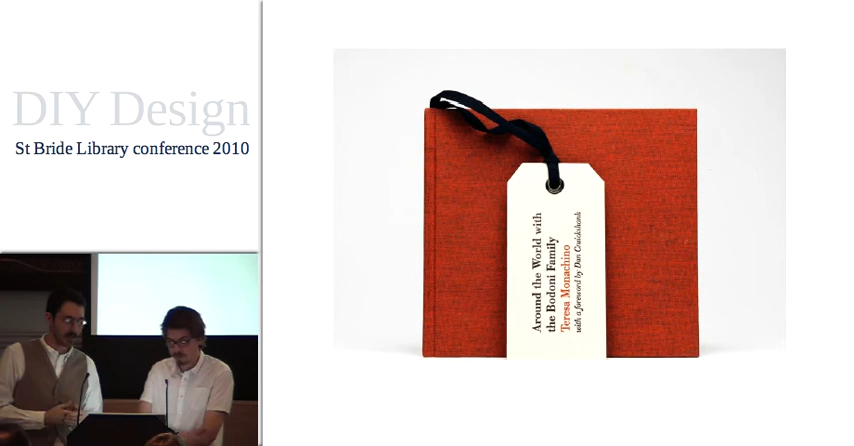 DIY Design
St Bride Library conference 2010
Around the World with
the Bodoni Family
Teresa Monachino
with a foreword by Dan Cruickshank